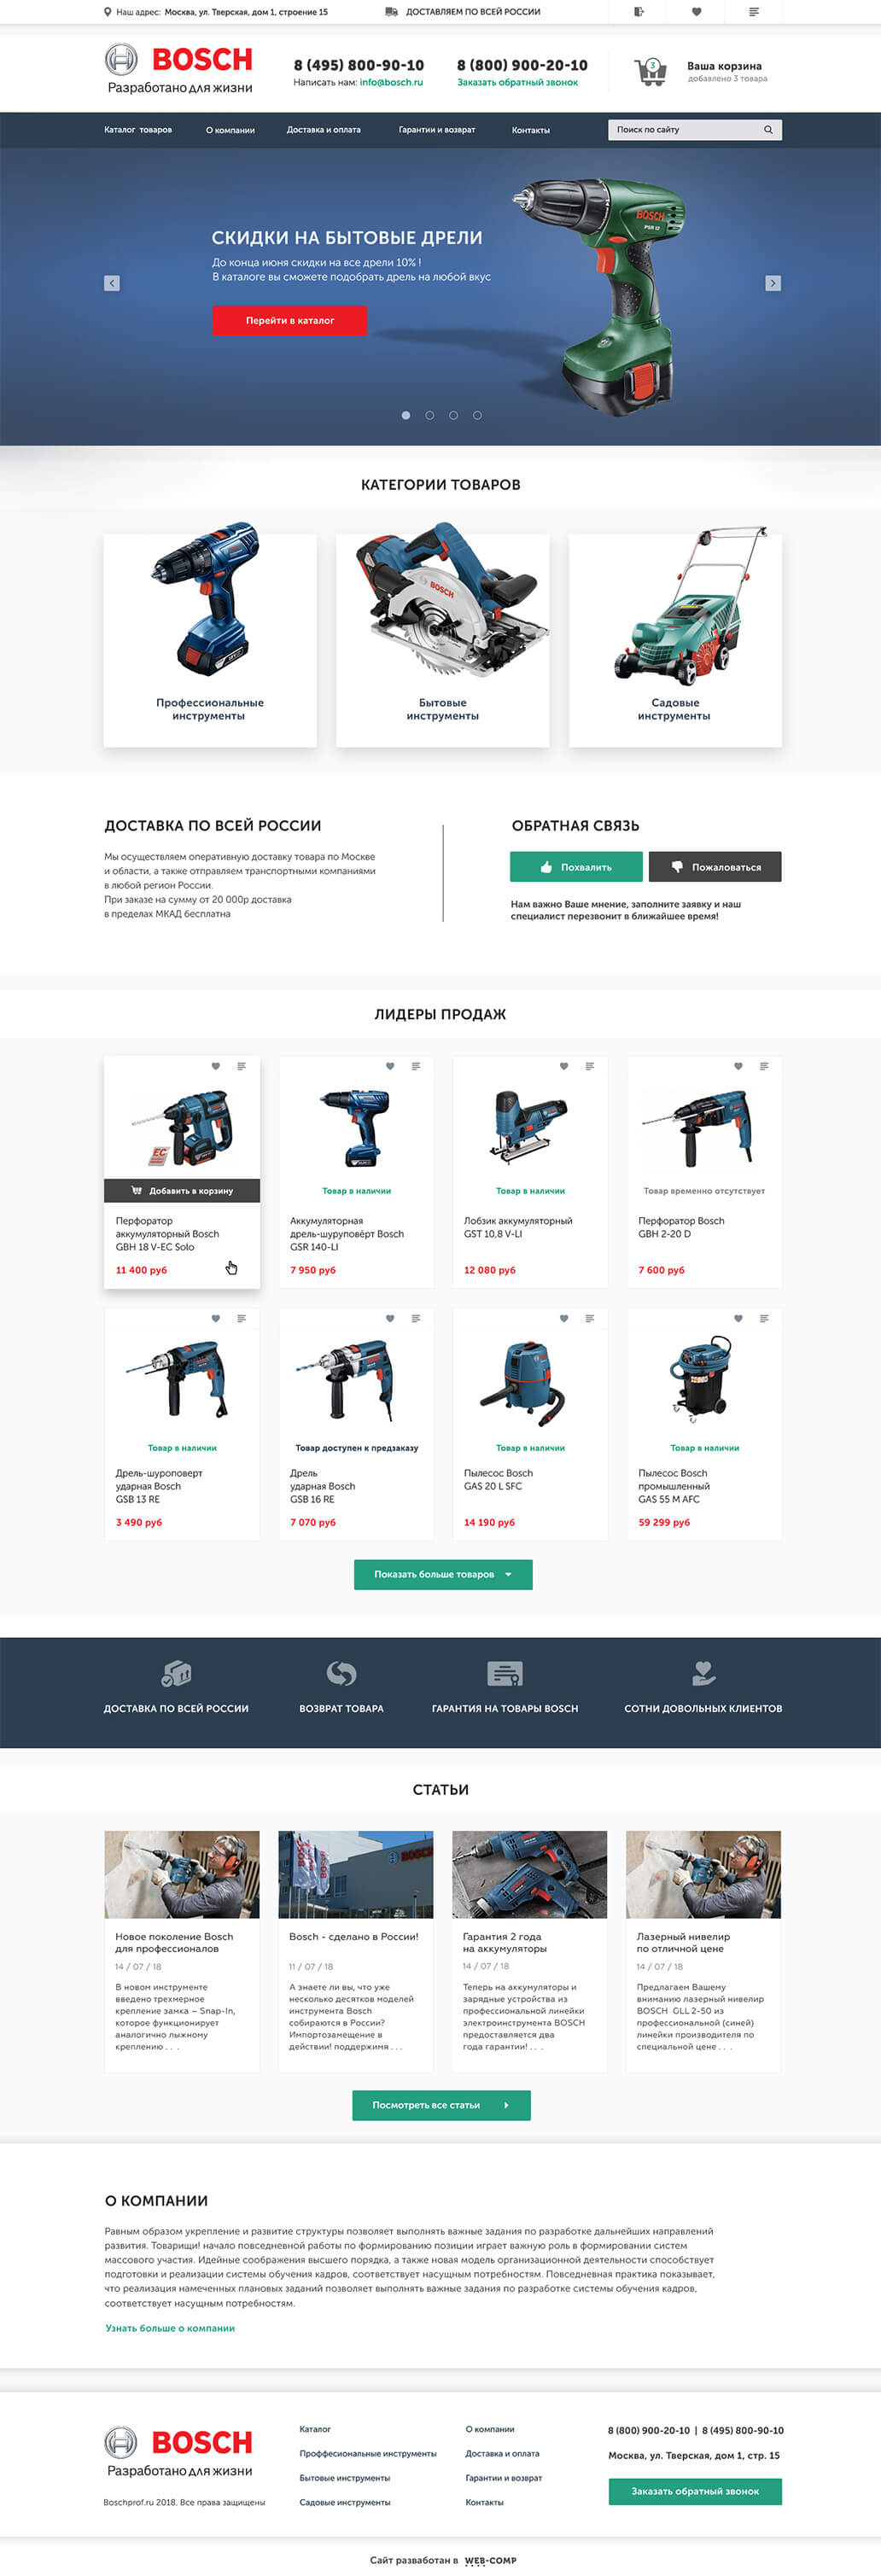 Наш адрес: Москва, ул. Тверская, дом 1, строение 15
ДОСТАВЛЯЕМ ПО ВСЕЙ РОССИИ
BOSCH
Разработано для жизни
8 (495) 800-90-10
Написать нам: info@bosch.ru
8 (800) 900-20-10
Заказать обратный звонок
3
Ваша корзина
добавлено 3 товара
Каталог товаров
О компании
Доставка и оплата
Гарантии и возврат
Контакты
Поиск по сайту
СКИДКИ НА БЫТОВЫЕ ДРЕЛИ
До конца июня скидки на все дрели 10% !
В каталоге вы сможете подобрать дрель на любой вкус
Перейти в каталог
BOSCH
PSR 12
КАТЕГОРИИ ТОВАРОВ
BOSCH
Профессиональные
инструменты
Бытовые
инструменты
Садовые
инструменты
ДОСТАВКА ПО ВСЕЙ РОССИИ
Мы осуществляем оперативную доставку товара по Москве
и области, а также отправляем транспортными компаниями
в любой регион России.
При заказе на сумму от 20 000р доставка
в пределах МКАД бесплатна
ОБРАТНАЯ СВЯЗЬ
Похвалить
Пожаловаться
Нам важно Ваше мнение, заполните заявку и наш
специалист перезвонит в ближайшее время!
ЛИДЕРЫ ПРОДАЖ
EC
Добавить в корзину
Перфоратор
аккумуляторный Bosch
GBH 18 V-EC Solo
11 400 руб
Товар в наличии
Аккумуляторная
дрель-шуруповёрт Bosch
GSR 140-LI
7 950 руб
Товар в наличии
Лобзик аккумуляторный
GST 10,8 V-LI
12 080 руб
Товар временно отсутствует
Перфоратор Bosch
GBH 2-20 D
7 600 руб
Товар в наличии
Дрель-шуроповерт
ударная Bosch
GSB 13 RE
3 490 руб
Товар доступен к предзаказу
Дрель
ударная Bosch
GSB 16 RE
7 070 руб
Товар в наличии
Пылесос Bosch
GAS 20 L SFC
14 190 руб
Товар в наличии
Пылесос Bosch
промышленный
GAS 55 M AFC
59 299 руб
Показать больше товаров
ДОСТАВКА ПО ВСЕЙ РОССИИ
ВОЗВРАТ ТОВАРА
ГАРАНТИЯ НА ТОВАРЫ BOSCH
СОТНИ ДОВОЛЬНЫХ КЛИЕНТОВ
СТАТЬИ
BOSCH
BOSCH
Новое поколение Bosch
для профессионалов
14 / 07 / 18
В новом инструменте
введено трехмерное
крепление замка – Snap-In,
которое функционирует
аналогично лыжному
креплению . . .
Bosch - сделано в России!
11 / 07 / 18
А знаете ли вы, что уже
несколько десятков моделей
инструмента Bosch
собираются в России?
Импортозамещение в
действии! поддержимя . . .
Гарантия 2 года
на аккумуляторы
14 / 07 / 18
Теперь на аккумуляторы и
зарядные устройства из
профессиональной линейки
электроинструмента BOSCH
предоставляется два
года гарантии! . . .
Лазерный нивелир
по отличной цене
14 / 07 / 18
Предлагаем Вашему
вниманию лазерный нивелир
BOSCH GLL 2-50 из
профессиональной (синей)
линейки производителя по
специальной цене . . .
Посмотреть все статьи
О КОМПАНИИ
Равным образом укрепление и развитие структуры позволяет выполнять важные задания по разработке дальнейших направлений
развития. Товарищи! начало повседневной работы по формированию позиции играет важную роль в формировании систем
массового участия. Идейные соображения высшего порядка, а также новая модель организационной деятельности способствует
подготовки и реализации системы обучения кадров, соответствует насущным потребностям. Повседневная практика показывает,
что реализация намеченных плановых заданий позволяет выполнять важные задания по разработке системы обучения кадров,
соответствует насущным потребностям.
Узнать больше о компании
BOSCH
Разработано для жизни
Boschprof.ru 2018. Все права защищены
Каталог
Проффесиональные инструменты
Бытовые инструменты
Садовые инструменты
О компании
Доставка и оплата
Гарантии и возврат
Контакты
8 (800) 900-20-10 | 8 (495) 800-90-10
Москва, ул. Тверская, дом 1, стр. 15
Заказать обратный звонок
Сайт развaботан в WEB-COMP